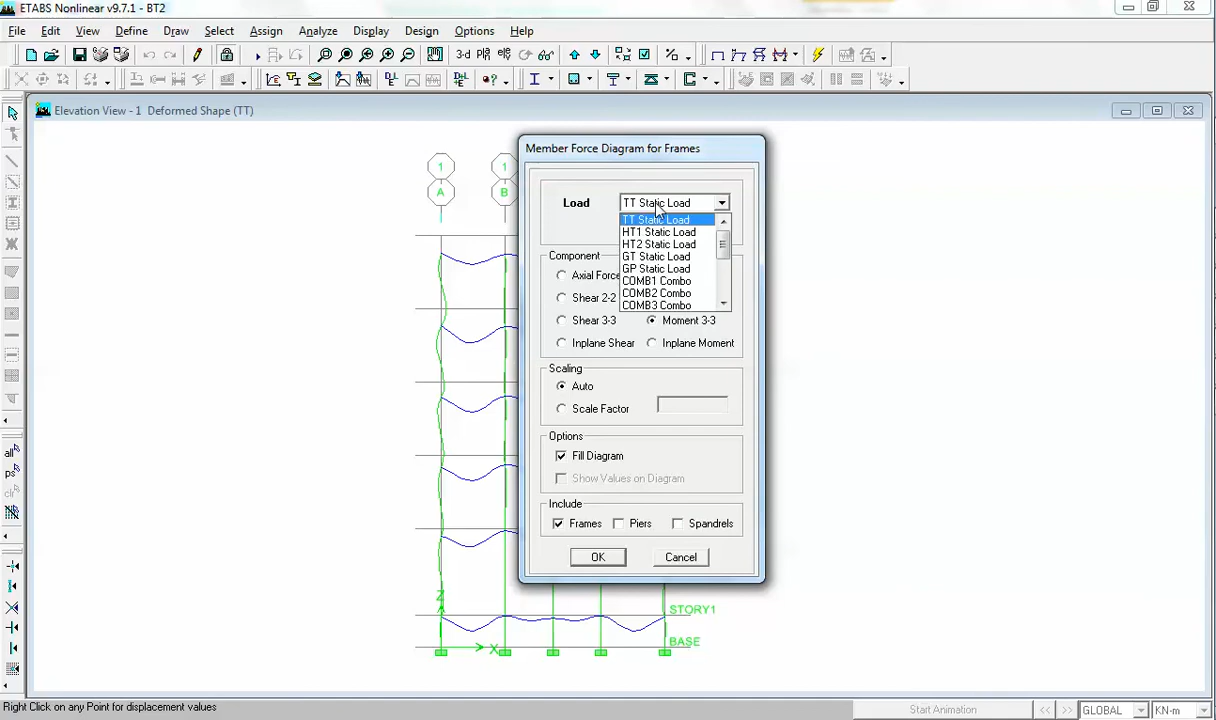 ETABS Nonlinear v9.7.1 - BT2
File Edit View Define Draw Select Assign Analyze Display Design Options Help
3-d
Elevation View - 1 Deformed Shape (TT)
1
A
1
B
Member Force Diagram for Frames
Load
TT Static Load
TT Static Load
HT1 Static Load
HT2 Static Load
GT Static Load
GP Static Load
COMB1 Combo
COMB2 Combo
COMB3 Combo
Component
Axial Force
Shear 2-2
Shear 3-3
Moment 3-3
Inplane Shear
Inplane Moment
Scaling
Auto
Scale Factor
Options
Fill Diagram
Show Values on Diagram
Include
Frames
Piers
Spandrels
OK
Cancel
all
ps
clr
Z
X
STORY1
BASE
Right Click on any Point for displacement values
Start Animation
<<
>>
GLOBAL
KN-m